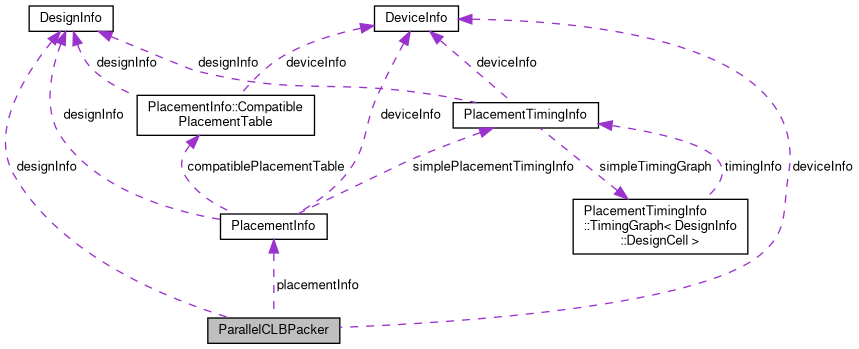 DesignInfo
DeviceInfo
designInfo
designInfo
deviceInfo
deviceInfo
PlacementInfo::Compatible
PlacementTable
designInfo
deviceInfo
PlacementTimingInfo
designInfo
compatiblePlacementTable
simplePlacementTimingInfo
simpleTimingGraph
timingInfo
deviceInfo
PlacementInfo
PlacementTimingInfo
::TimingGraph< DesignInfo
::DesignCell >
placementInfo
ParallelCLBPacker